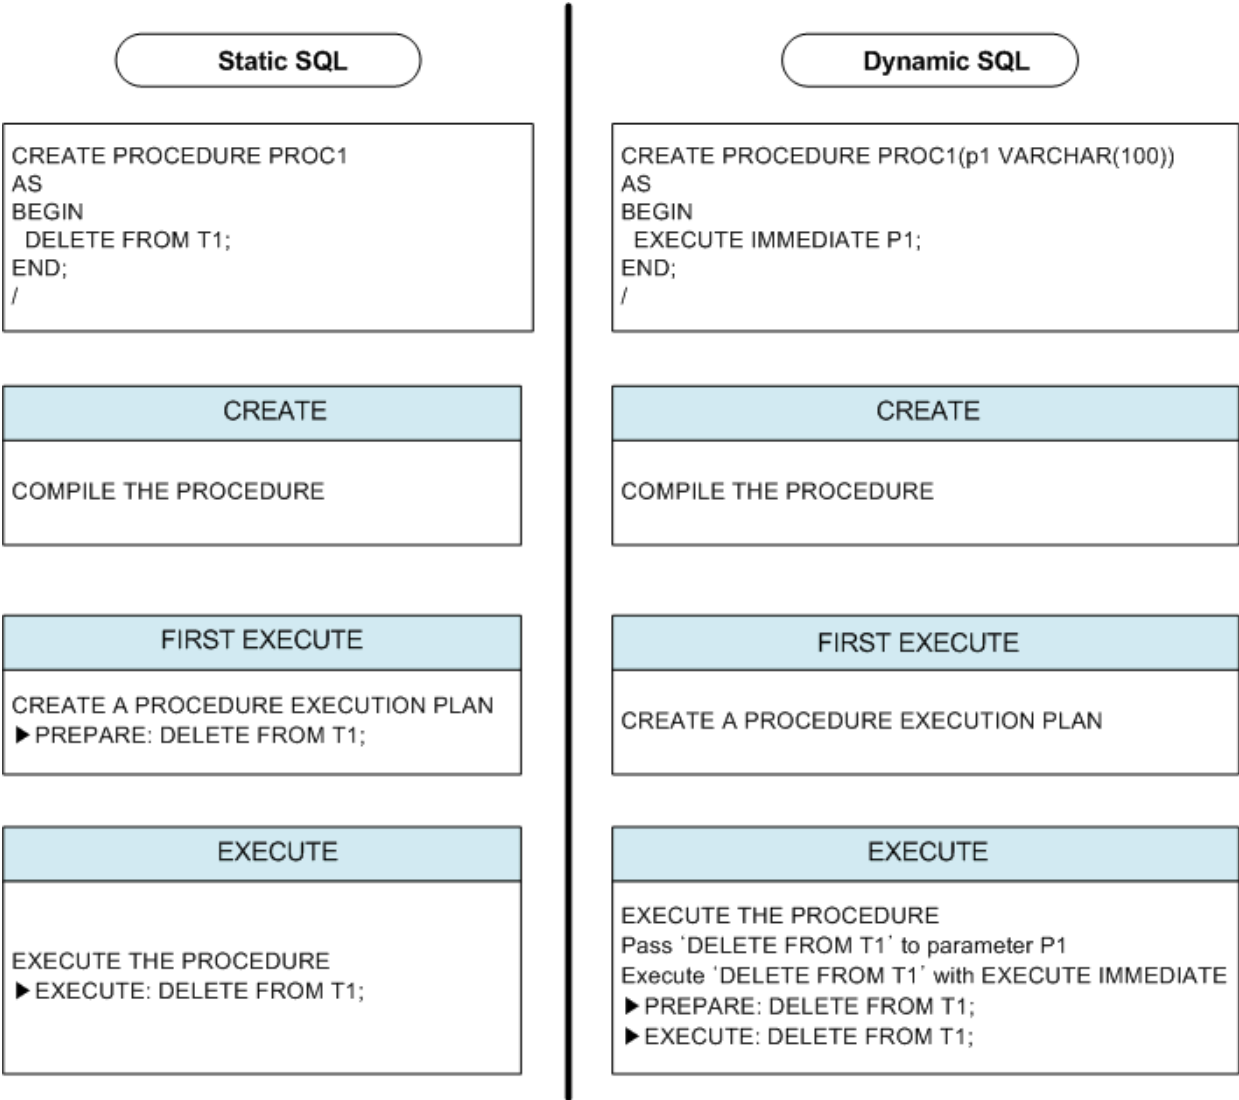 Static SQL
CREATE PROCEDURE PROC1
AS
BEGIN
DELETE FROM T1;
END;
/
CREATE
COMPILE THE PROCEDURE
FIRST EXECUTE
CREATE A PROCEDURE EXECUTION PLAN
▶PREPARE: DELETE FROM T1;
EXECUTE
EXECUTE THE PROCEDURE
▶EXECUTE: DELETE FROM T1;
Dynamic SQL
CREATE PROCEDURE PROC1(p1 VARCHAR(100))
AS
BEGIN
EXECUTE IMMEDIATE P1;
END;
/
CREATE
COMPILE THE PROCEDURE
FIRST EXECUTE
CREATE A PROCEDURE EXECUTION PLAN
EXECUTE
EXECUTE THE PROCEDURE
Pass ‘DELETE FROM T1’ to parameter P1
Execute ‘DELETE FROM T1’ with EXECUTE IMMEDIATE
▶PREPARE: DELETE FROM T1;
▶EXECUTE: DELETE FROM T1;